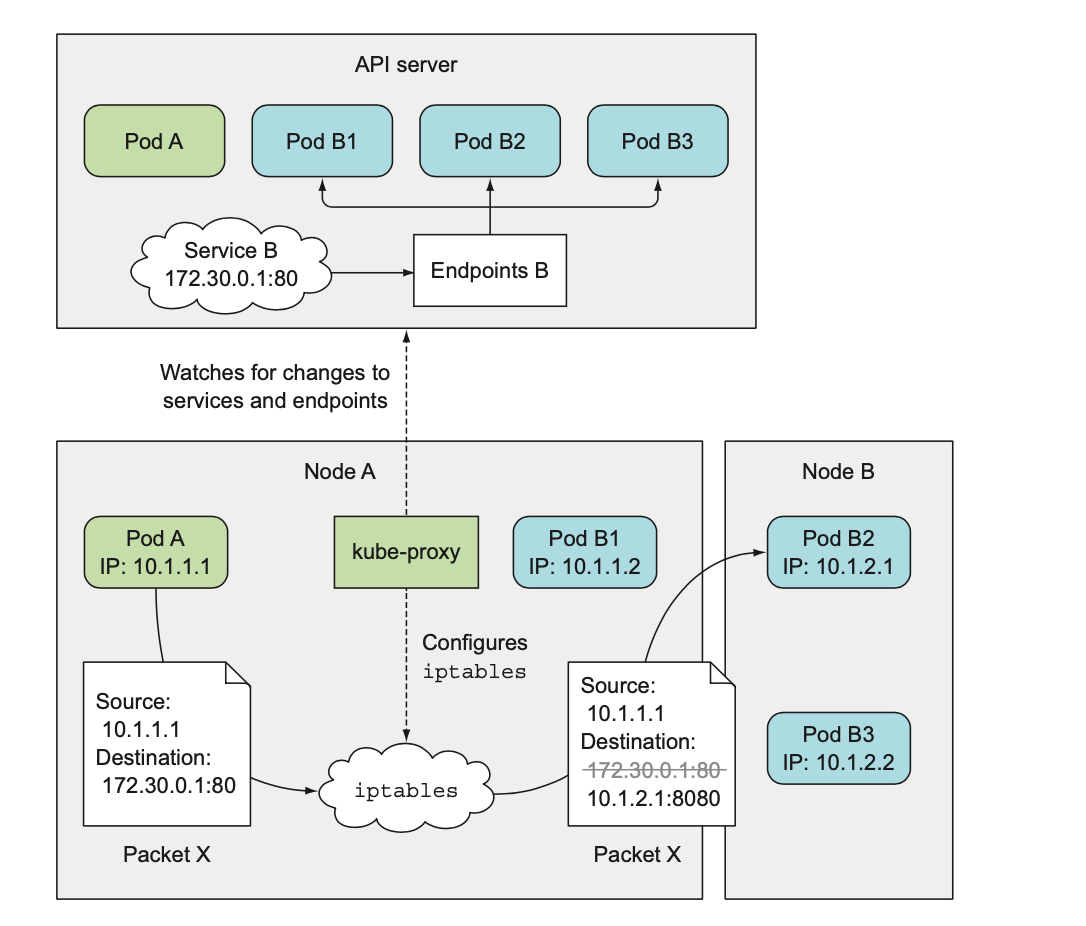 API server
Pod A
Pod B1
Pod B2
Pod B3
Service B
172.30.0.1:80
Endpoints B
Watches for changes to
services and endpoints
Node A
Node B
Pod A
IP: 10.1.1.1
kube-proxy
Pod B1
IP: 10.1.1.2
Pod B2
IP: 10.1.2.1
Configures
iptables
Source:
10.1.1.1
Destination:
172.30.0.1:80
Packet X
iptables
Source:
10.1.1.1
Destination:
172.30.0.1:80
10.1.2.1:8080
Packet X
Pod B3
IP: 10.1.2.2